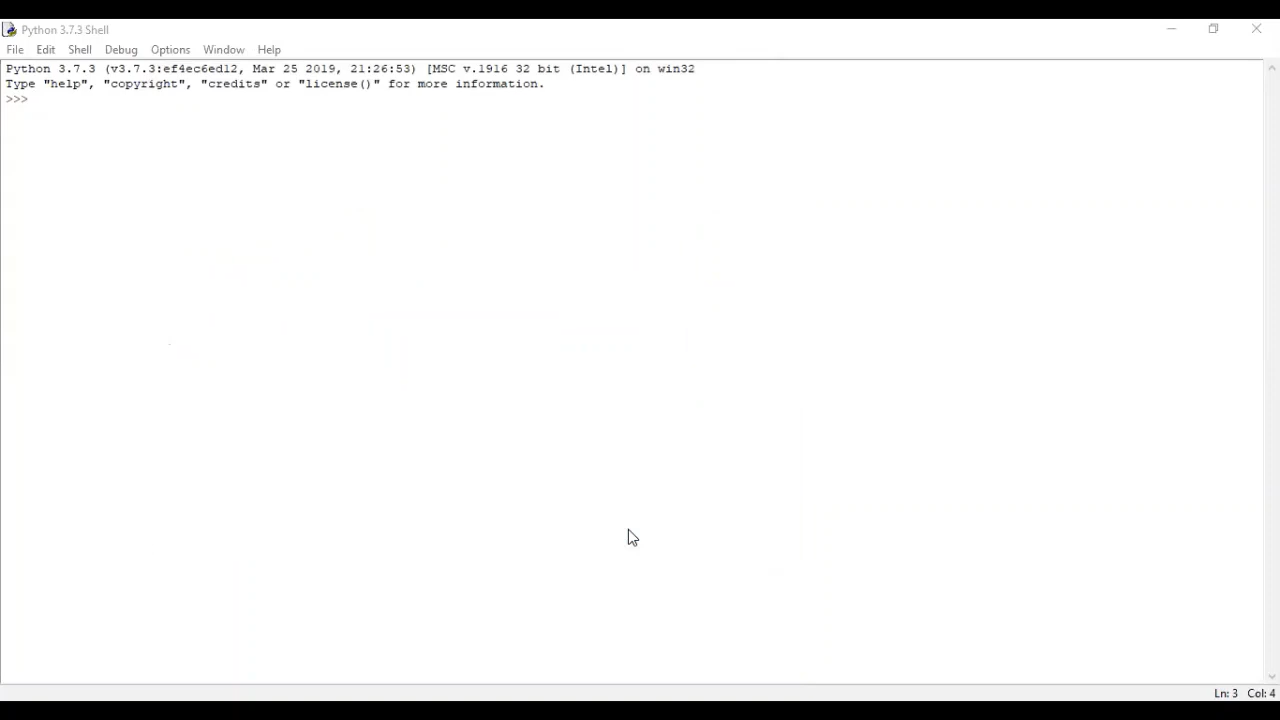 Python 3.7.3 Shell
File Edit Shell Debug Options Window Help
Python 3.7.3 (v3.7.3:ef4ec6ed12, Mar 25 2019, 21:26:53) [MSC v.1916 32 bit (Intel)] on win32
Type "help", "copyright", "credits" or "license()" for more information.
>>>
Ln: 3 Col: 4